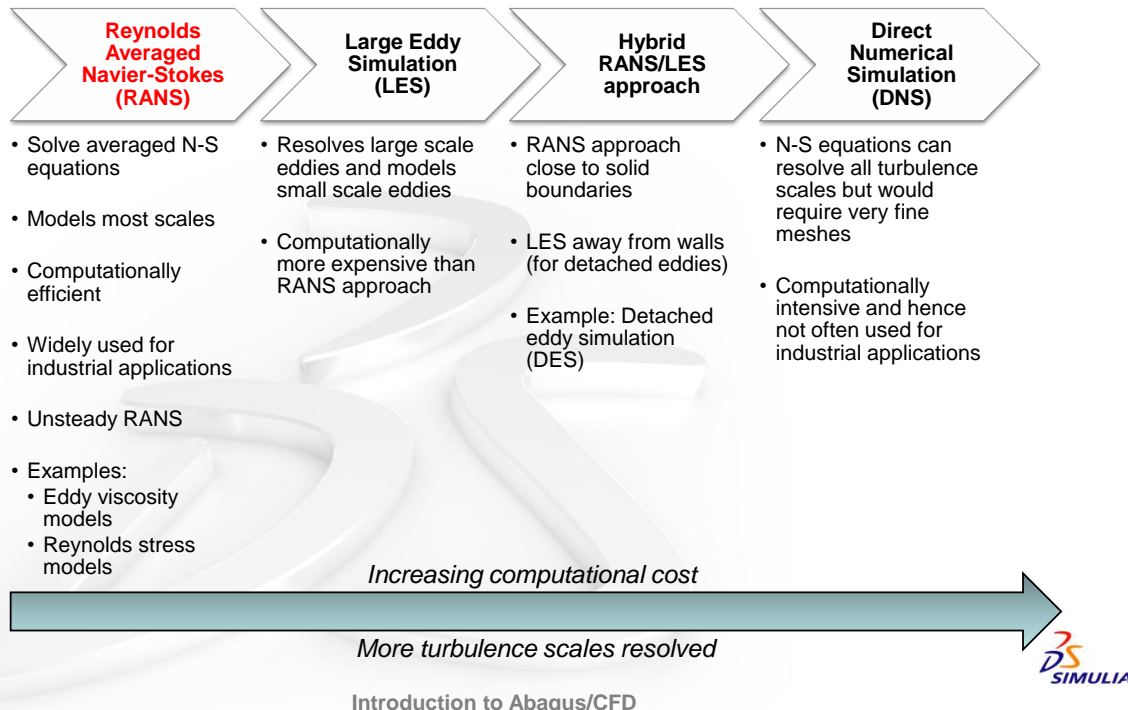 Reynolds
Averaged
Navier-Stokes
(RANS)
Large Eddy
Simulation
(LES)
Hybrid
RANS/LES
approach
Direct
Numerical
Simulation
(DNS)
• Solve averaged N-S
equations
• Models most scales
• Computationally
efficient
• Widely used for
industrial applications
• Unsteady RANS
• Examples:
• Eddy viscosity
models
• Reynolds stress
models
• Resolves large scale
eddies and models
small scale eddies
• Computationally
more expensive than
RANS approach
• RANS approach
close to solid
boundaries
• LES away from walls
(for detached eddies)
• Example: Detached
eddy simulation
(DES)
• N-S equations can
resolve all turbulence
scales but would
require very fine
meshes
• Computationally
intensive and hence
not often used for
industrial applications
Increasing computational cost
More turbulence scales resolved
DS
SIMULIA
Introduction to Abaqus/CFD